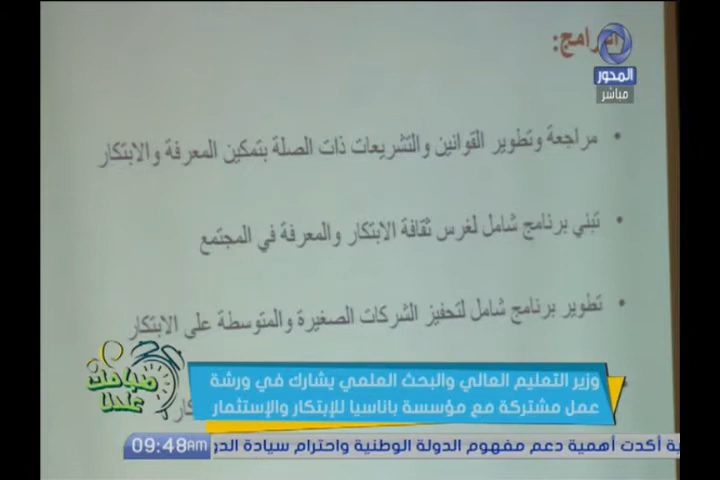 البرامج:
المحور
مباشر
• مراجعة وتطوير القوانين والتشريعات ذات الصلة بتمكين المعرفة والابتكار
• تبني برنامج شامل لغرس ثقافة الابتكار والمعرفة في المجتمع
• تطوير برنامج شامل لتحفيز الشركات الصغيرة والمتوسطة على الابتكار
صباحك عندنا
وزير التعليم العالي والبحث العلمي يشارك في ورشة
عمل مشتركة مع مؤسسة باناسيا للإبتكار والإستثمار
ية أكدت أهمية دعم مفهوم الدولة الوطنية واحترام سيادة الدو
09:48AM